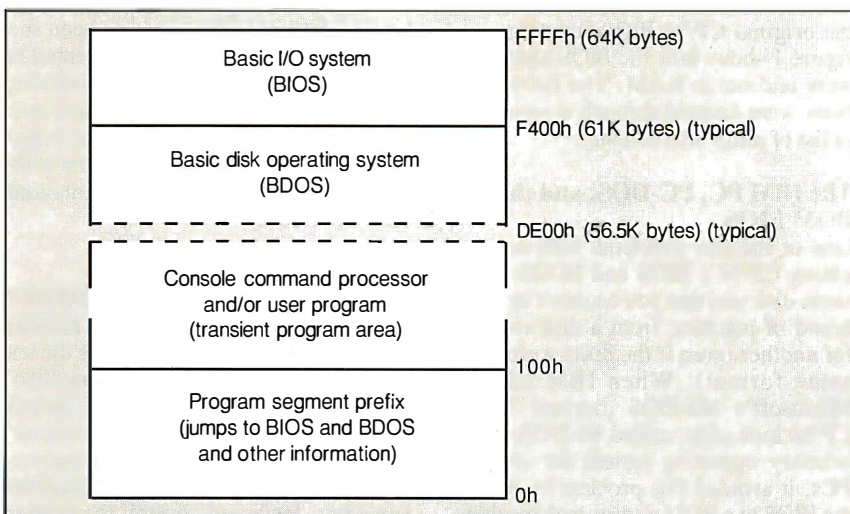 FFFFh (64K bytes)
Basic I/O system
(BIOS)
F400h (61K bytes) (typical)
Basic disk operating system
(BDOS)
DE00h (56.5K bytes) (typical)
Console command processor
and/or user program
(transient program area)
100h
Program segment prefix
(jumps to BIOS and BDOS
and other information)
0h